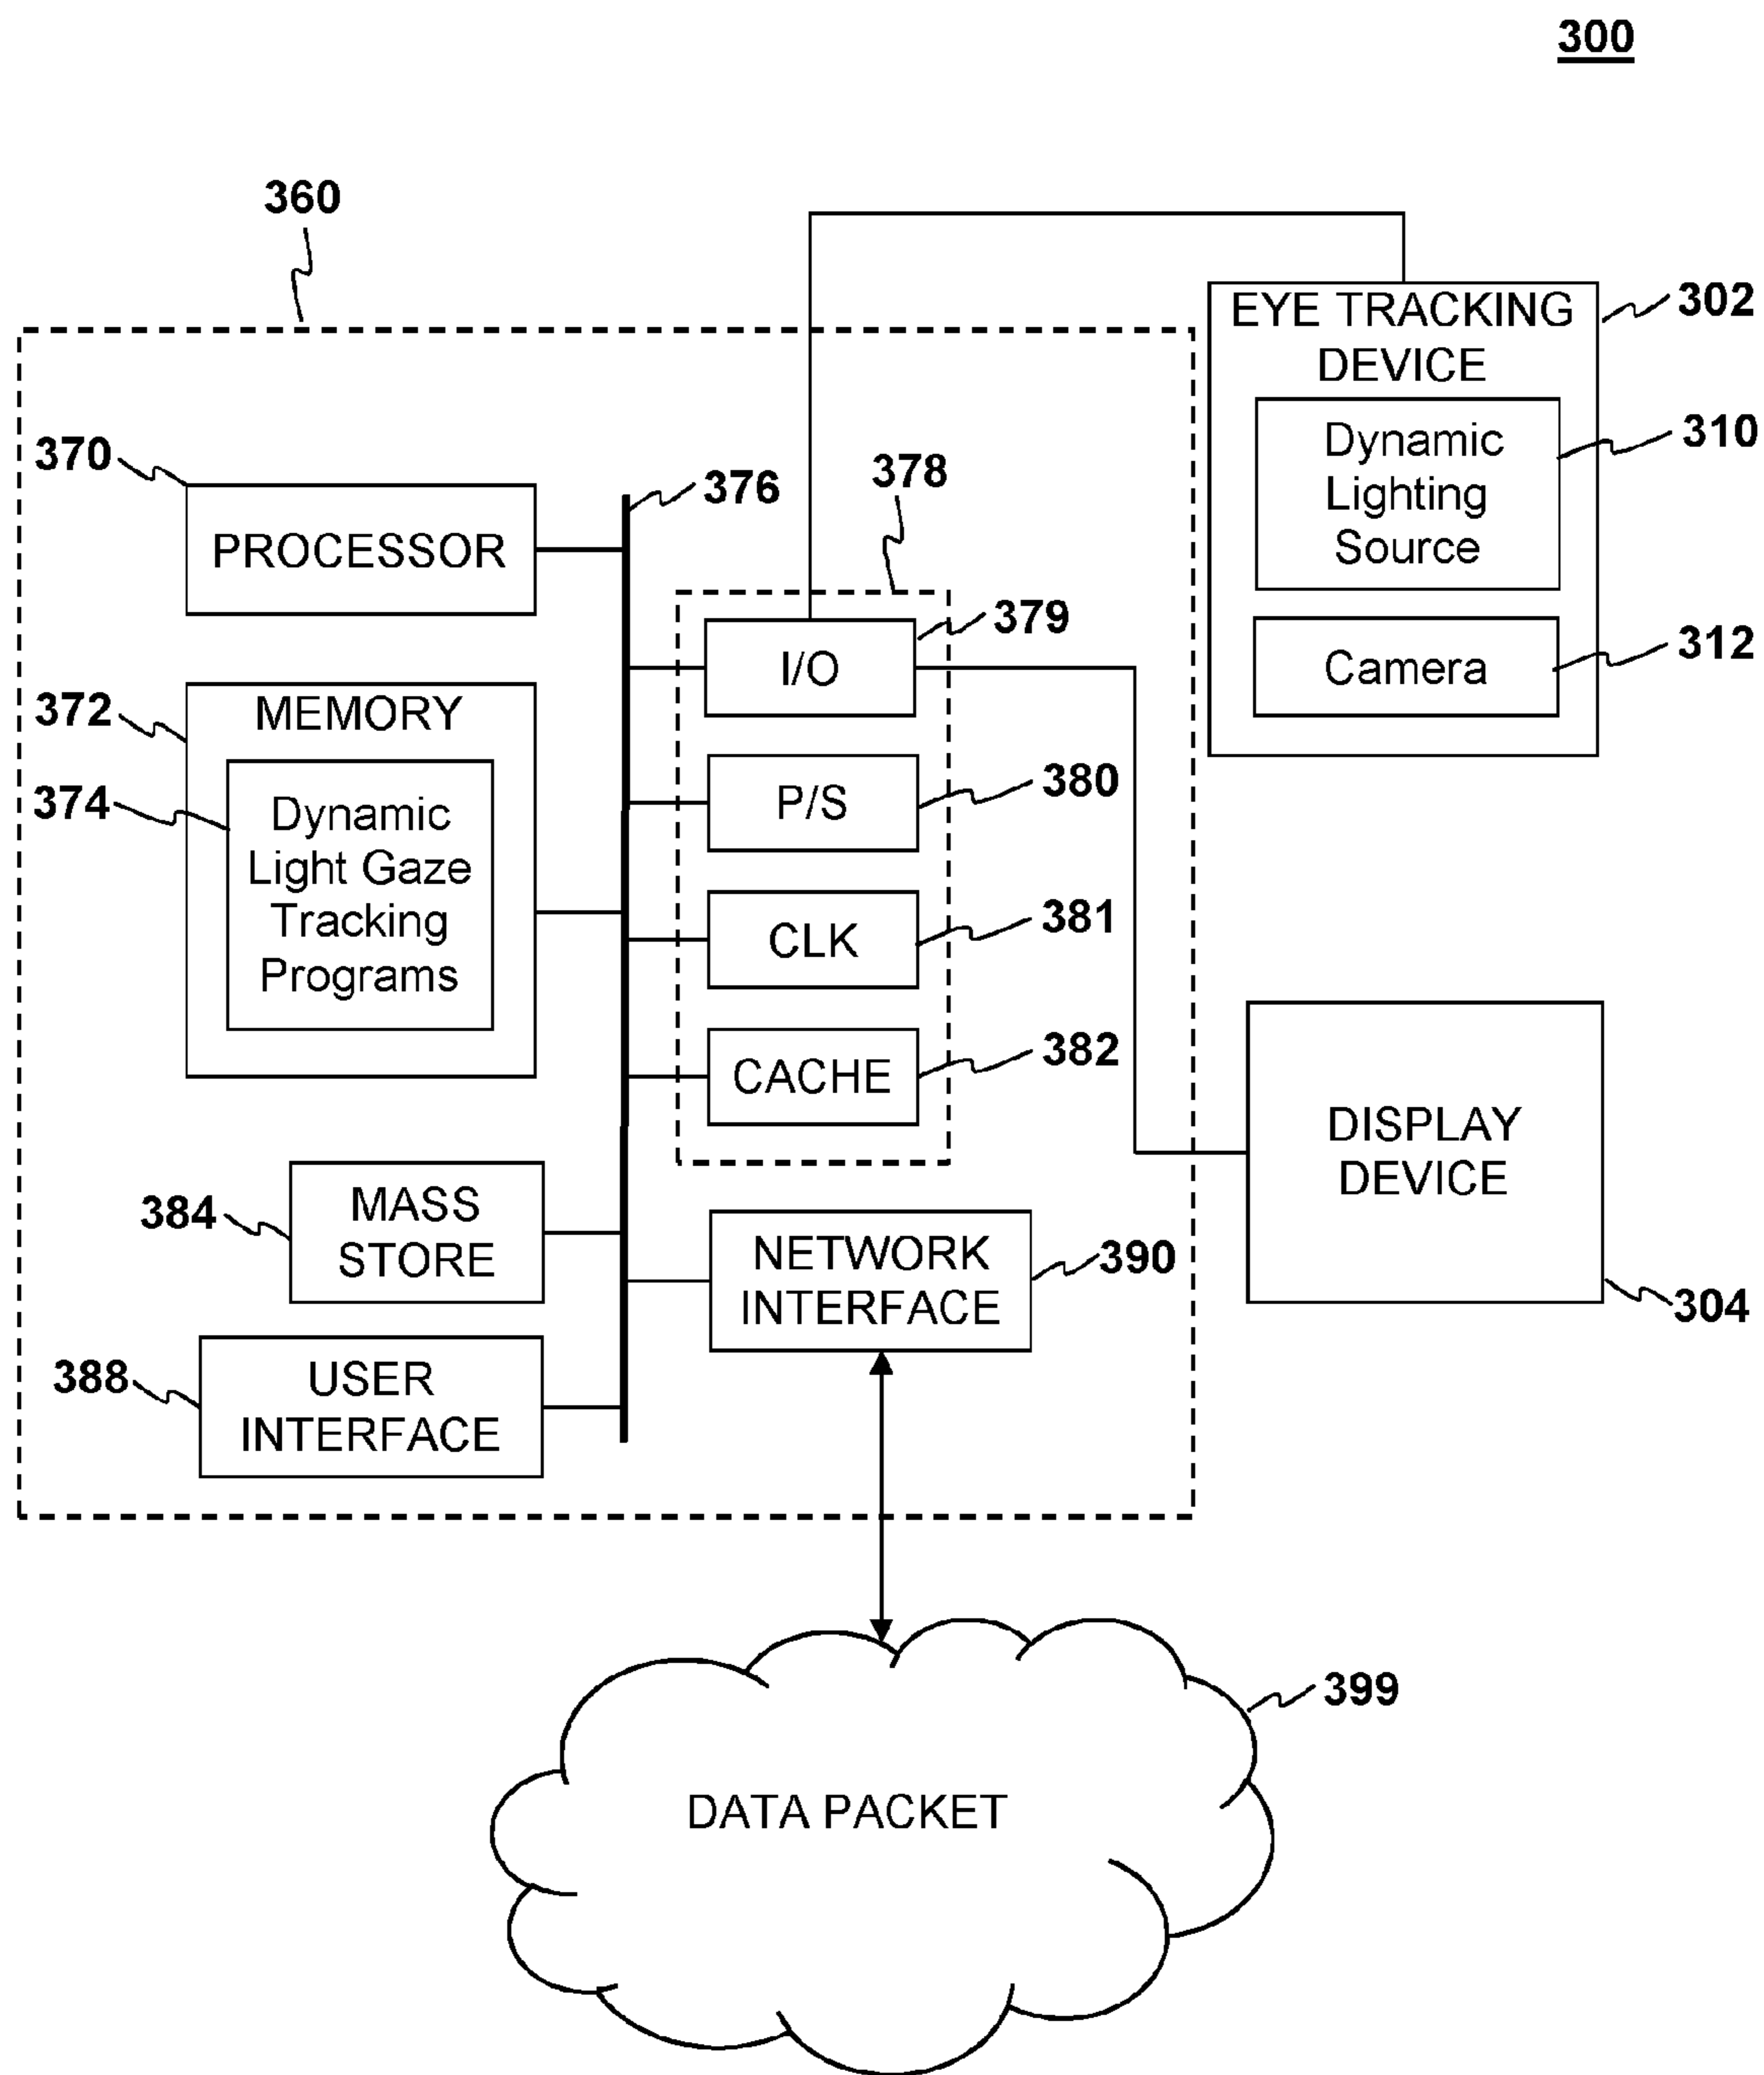 300
360
EYE TRACKING
DEVICE
302
Dynamic
Lighting
Source
310
Camera
312
370
PROCESSOR
376
378
I/O
379
372
MEMORY
374
Dynamic
Light Gaze
Tracking
Programs
P/S
380
CLK
381
CACHE
382
DISPLAY
DEVICE
304
384
MASS
STORE
NETWORK
INTERFACE
390
388
USER
INTERFACE
399
DATA PACKET